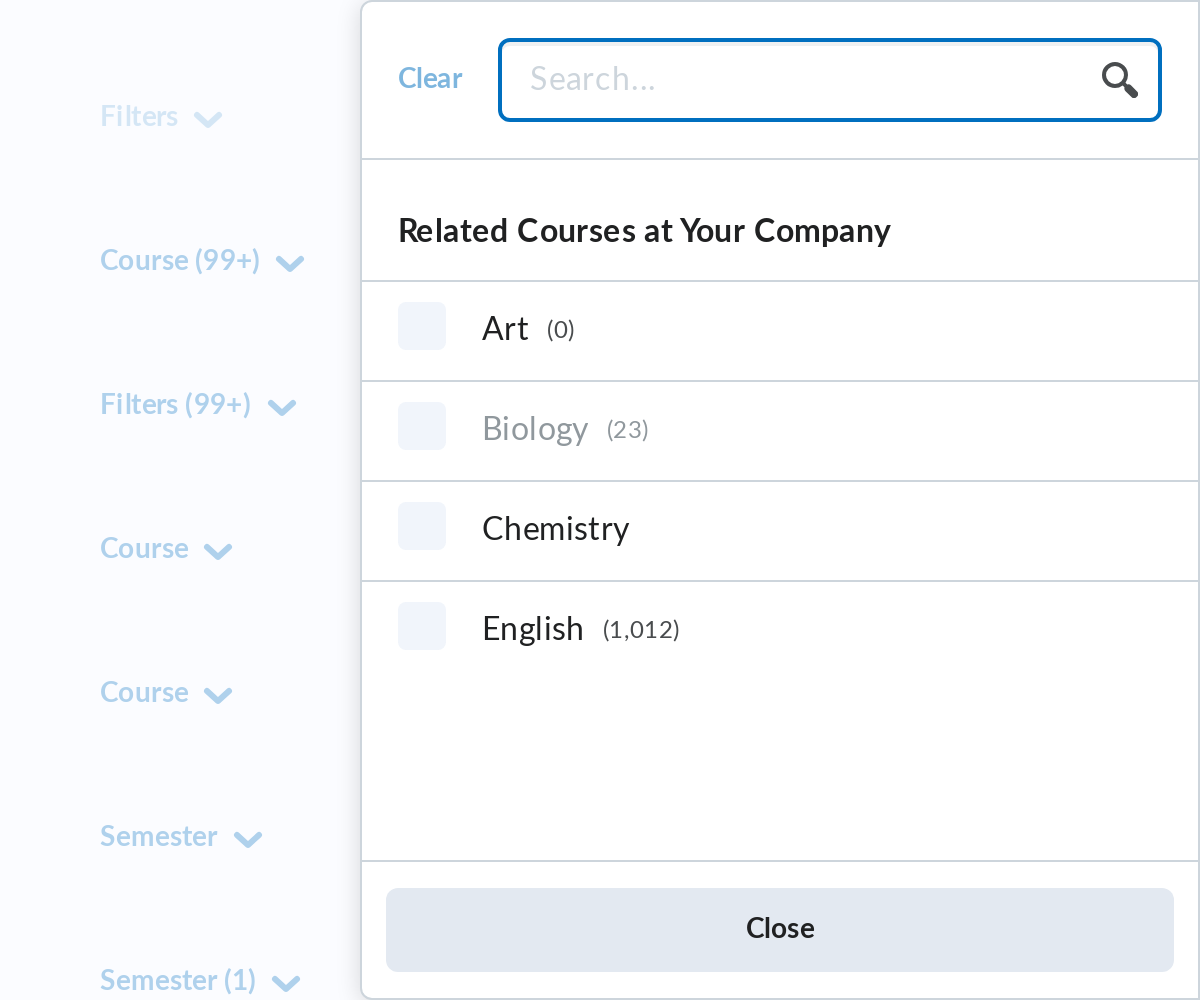 Filters
Course (99+)
Filters (99+)
Course
Course
Semester
Semester (1)
Clear
Search...
Related Courses at Your Company
Art (0)
Biology (23)
Chemistry
English (1,012)
Close